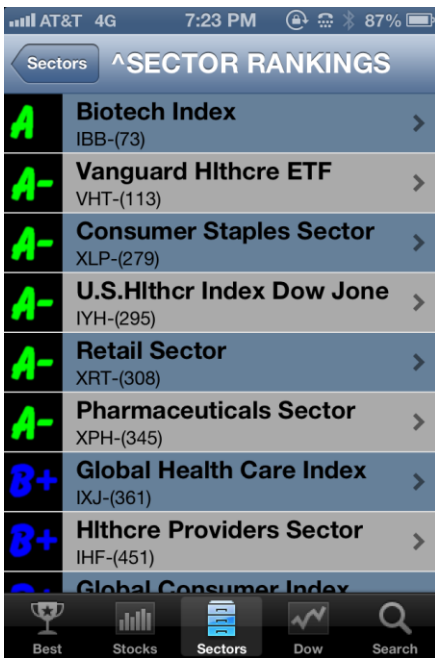 AT&T 4G 7:23 PM 87%
Sectors ^SECTOR RANKINGS
A Biotech Index
IBB-(73)
A- Vanguard Hlthcre ETF
VHT-(113)
A- Consumer Staples Sector
XLP-(279)
A- U.S.Hlthcr Index Dow Jone
IYH-(295)
A- Retail Sector
XRT-(308)
A- Pharmaceuticals Sector
XPH-(345)
B+ Global Health Care Index
IXJ-(361)
B+ Hlthcre Providers Sector
IHF-(451)
Global Consumer Index
Best Stocks Sectors Dow Search